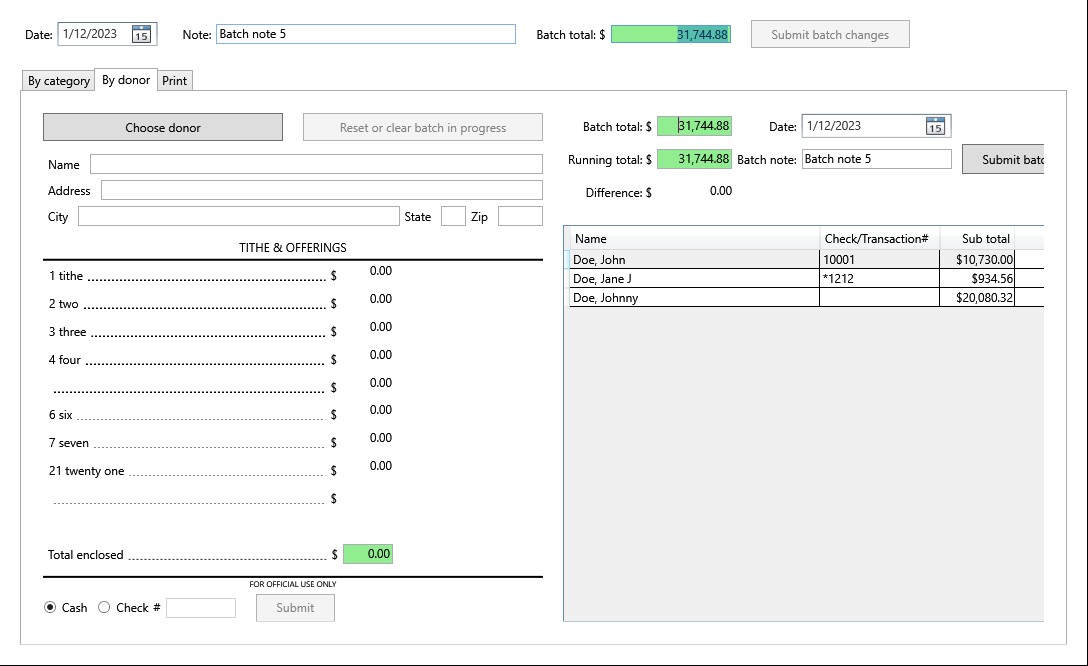 Date: 1/12/2023 15 Note: Batch note 5 Batch total: $ 31,744.88 Submit batch changes
By category By donor Print
Choose donor Reset or clear batch in progress
Name
Address
City State Zip
TITHE & OFFERINGS
1 tithe $ 0.00
2 two $ 0.00
3 three $ 0.00
4 four $ 0.00
$ 0.00
6 six $ 0.00
7 seven $ 0.00
21 twenty one $ 0.00
$
Total enclosed $ 0.00
FOR OFFICIAL USE ONLY
Cash Check # Submit
Batch total: $ 31,744.88 Date: 1/12/2023 15
Running total: $ 31,744.88 Batch note: Batch note 5 Submit batc
Difference: $ 0.00
Name Check/Transaction# Sub total
Doe, John 10001 $10,730.00
Doe, Jane J *1212 $934.56
Doe, Johnny $20,080.32